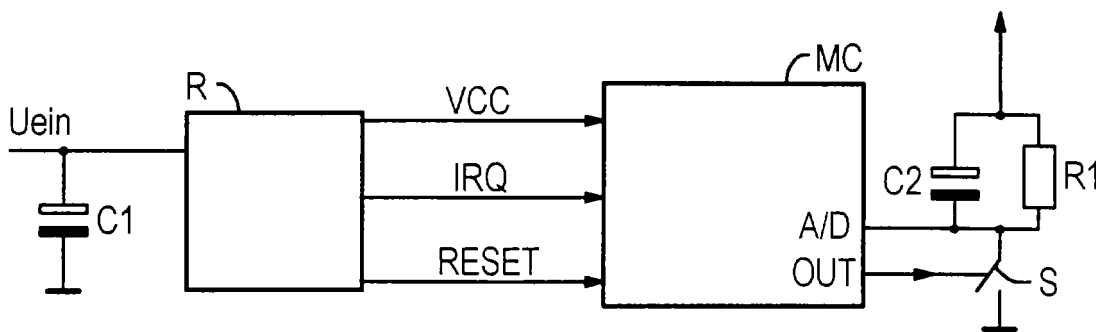 MC
R
VCC
Uein
IRQ
C1
C2
R1
A/D
RESET
OUT
S